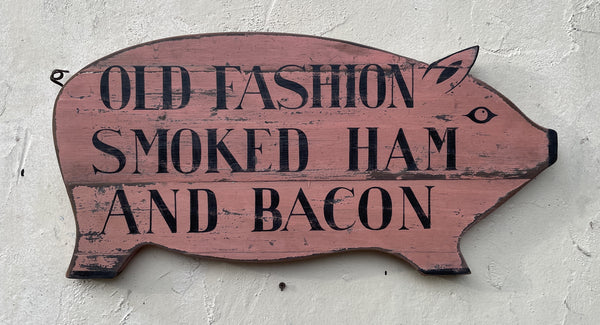 OLD FASHION
SMOKED HAM
AND BACON